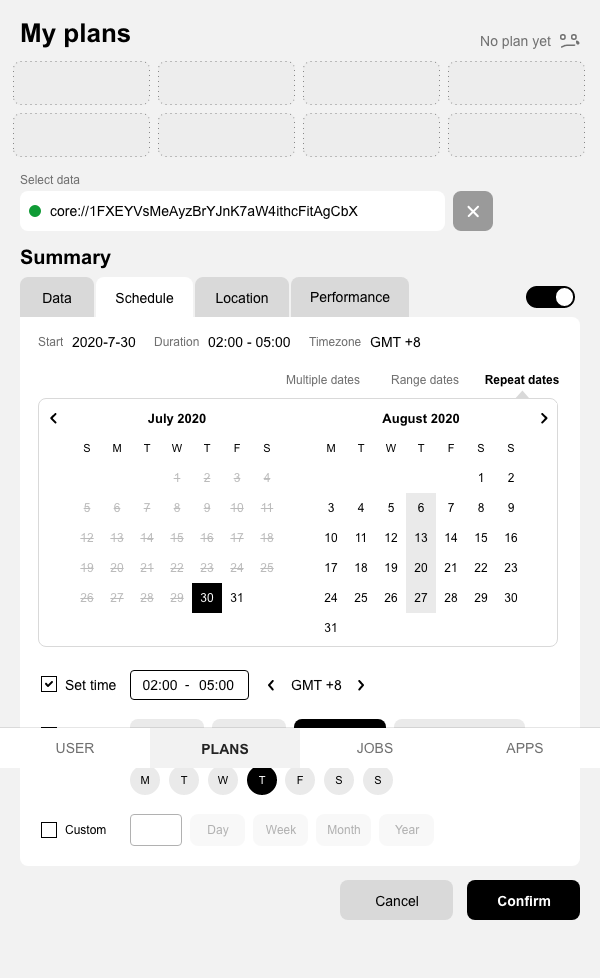 My plans
No plan yet
Select data
core://1FXEYVsMeAyzBrYJnK7aW4ithcFitAgCbX
Summary
Data Schedule Location Performance
Start 2020-7-30 Duration 02:00 - 05:00 Timezone GMT +8
Multiple dates Range dates Repeat dates
July 2020 August 2020
S M T W T F S M T W T F S S
1 2 3 4 1 2
5 6 7 8 9 10 11 3 4 5 6 7 8 9
12 13 14 15 16 17 18 10 11 12 13 14 15 16
19 20 21 22 23 24 25 17 18 19 20 21 22 23
26 27 28 29 30 31 24 25 26 27 28 29 30
31
Set time 02:00 - 05:00 GMT +8
USER PLANS JOBS APPS
M T W T F S S
Custom Day Week Month Year
Cancel Confirm